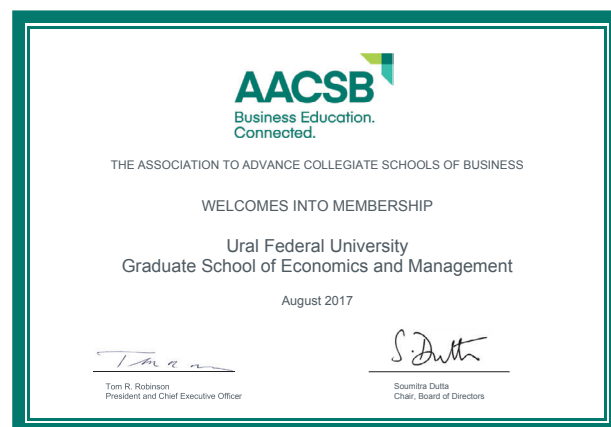 AACSB
Business Education.
Connected.
THE ASSOCIATION TO ADVANCE COLLEGIATE SCHOOLS OF BUSINESS
WELCOMES INTO MEMBERSHIP
Ural Federal University
Graduate School of Economics and Management
August 2017
S. Dutta
Tom R. Robinson
President and Chief Executive Officer
Soumitra Dutta
Chair, Board of Directors